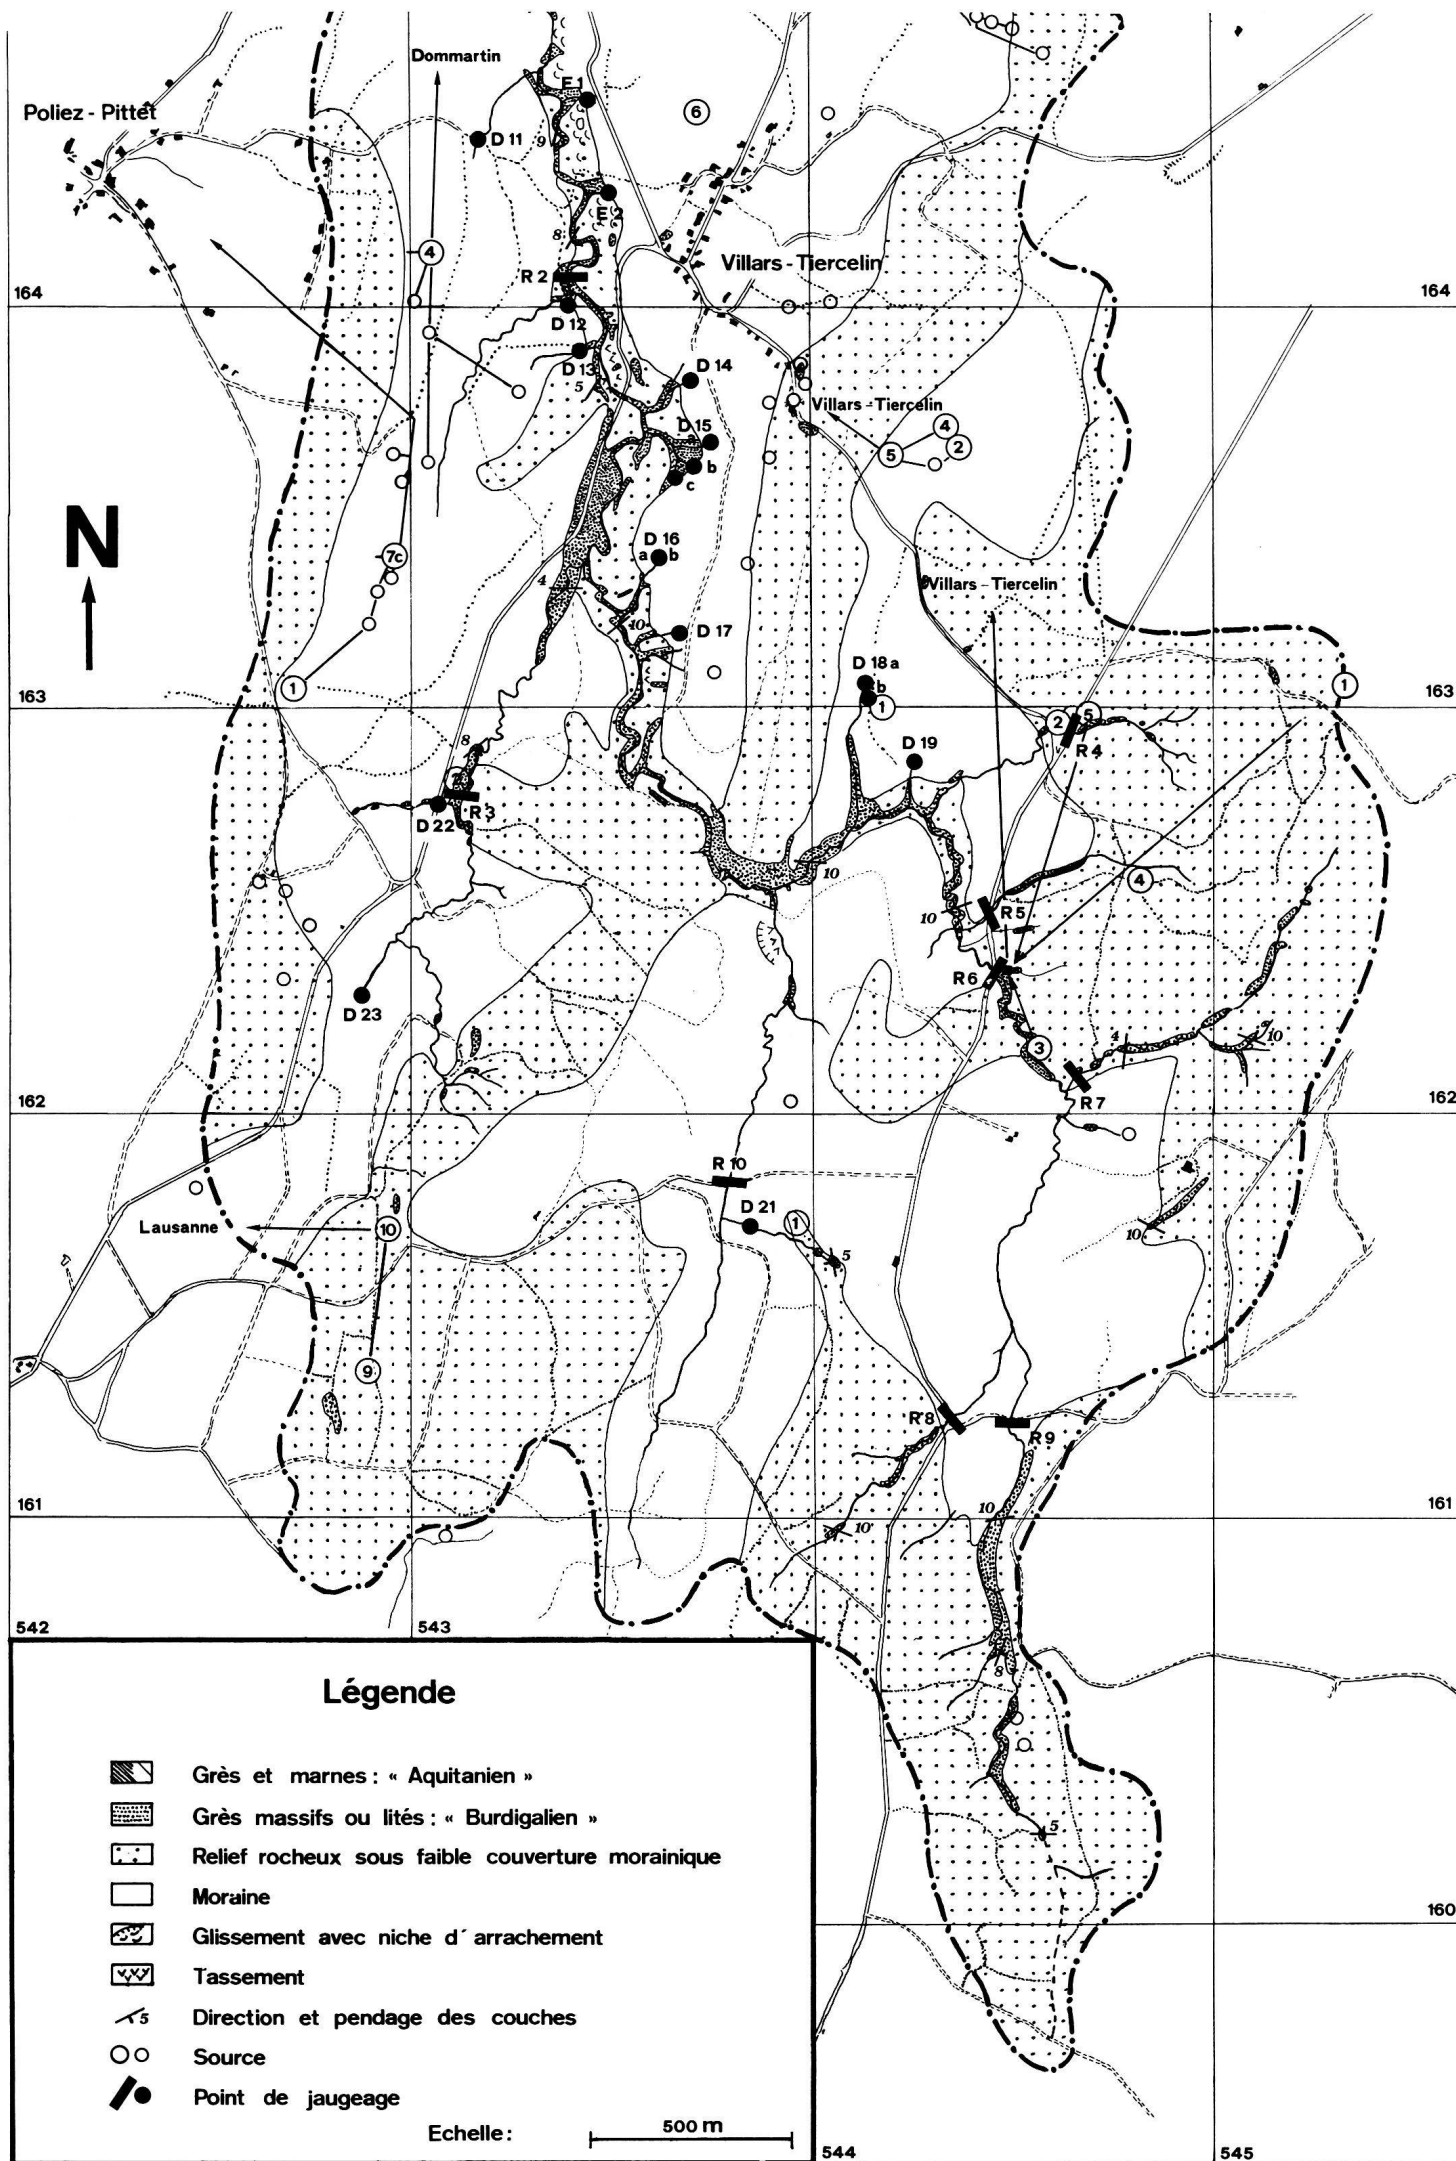 Dommartin
Poliez - Pittet
E 1
6
D 11
9
E 2
4
8
Villars - Tiercelin
R 2
164
164
D 12
D 13
D 14
5
Villars - Tiercelin
4
D 15
a
5
2
b
c
N
D 16
a
b
7c
4
Villars - Tiercelin
10
D 17
D 18 a
b
1
1
1
163
163
2
5
R 4
8
D 19
R 3
D 22
10
4
10
R 5
R 6
D 23
3
4
10
R 7
162
162
R 10
D 21
1
10
Lausanne
10
5
9
R 8
R 9
10
161
161
10
542
543
8
5
160
Légende
Grès et marnes : « Aquitanien »
Grès massifs ou lités : « Burdigalien »
Relief rocheux sous faible couverture morainique
Moraine
Glissement avec niche d´ arrachement
Tassement
5
Direction et pendage des couches
Source
Point de jaugeage
Echelle :
500 m
544
545